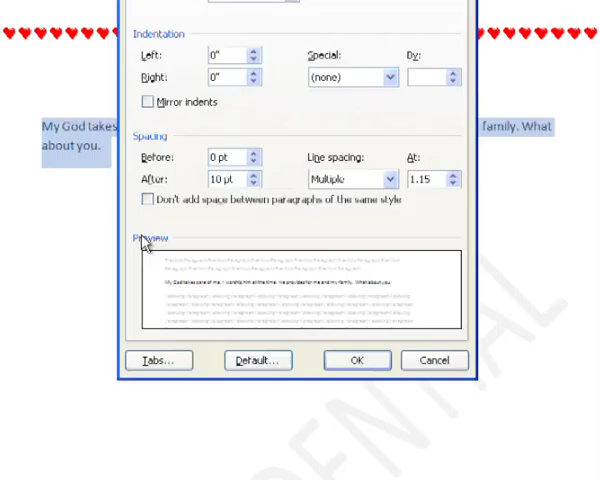 Indentation
Left: 0" Special: By:
Right: 0" (none)
Mirror indents
My God takes family. What
about you.
Spacing
Before: 0 pt Line spacing: At:
After: 10 pt Multiple 1.15
Don't add space between paragraphs of the same style
Preview
My God takes care of me. I worship him all the time. He provides for me and my family. What about you.
Tabs... Default... OK Cancel